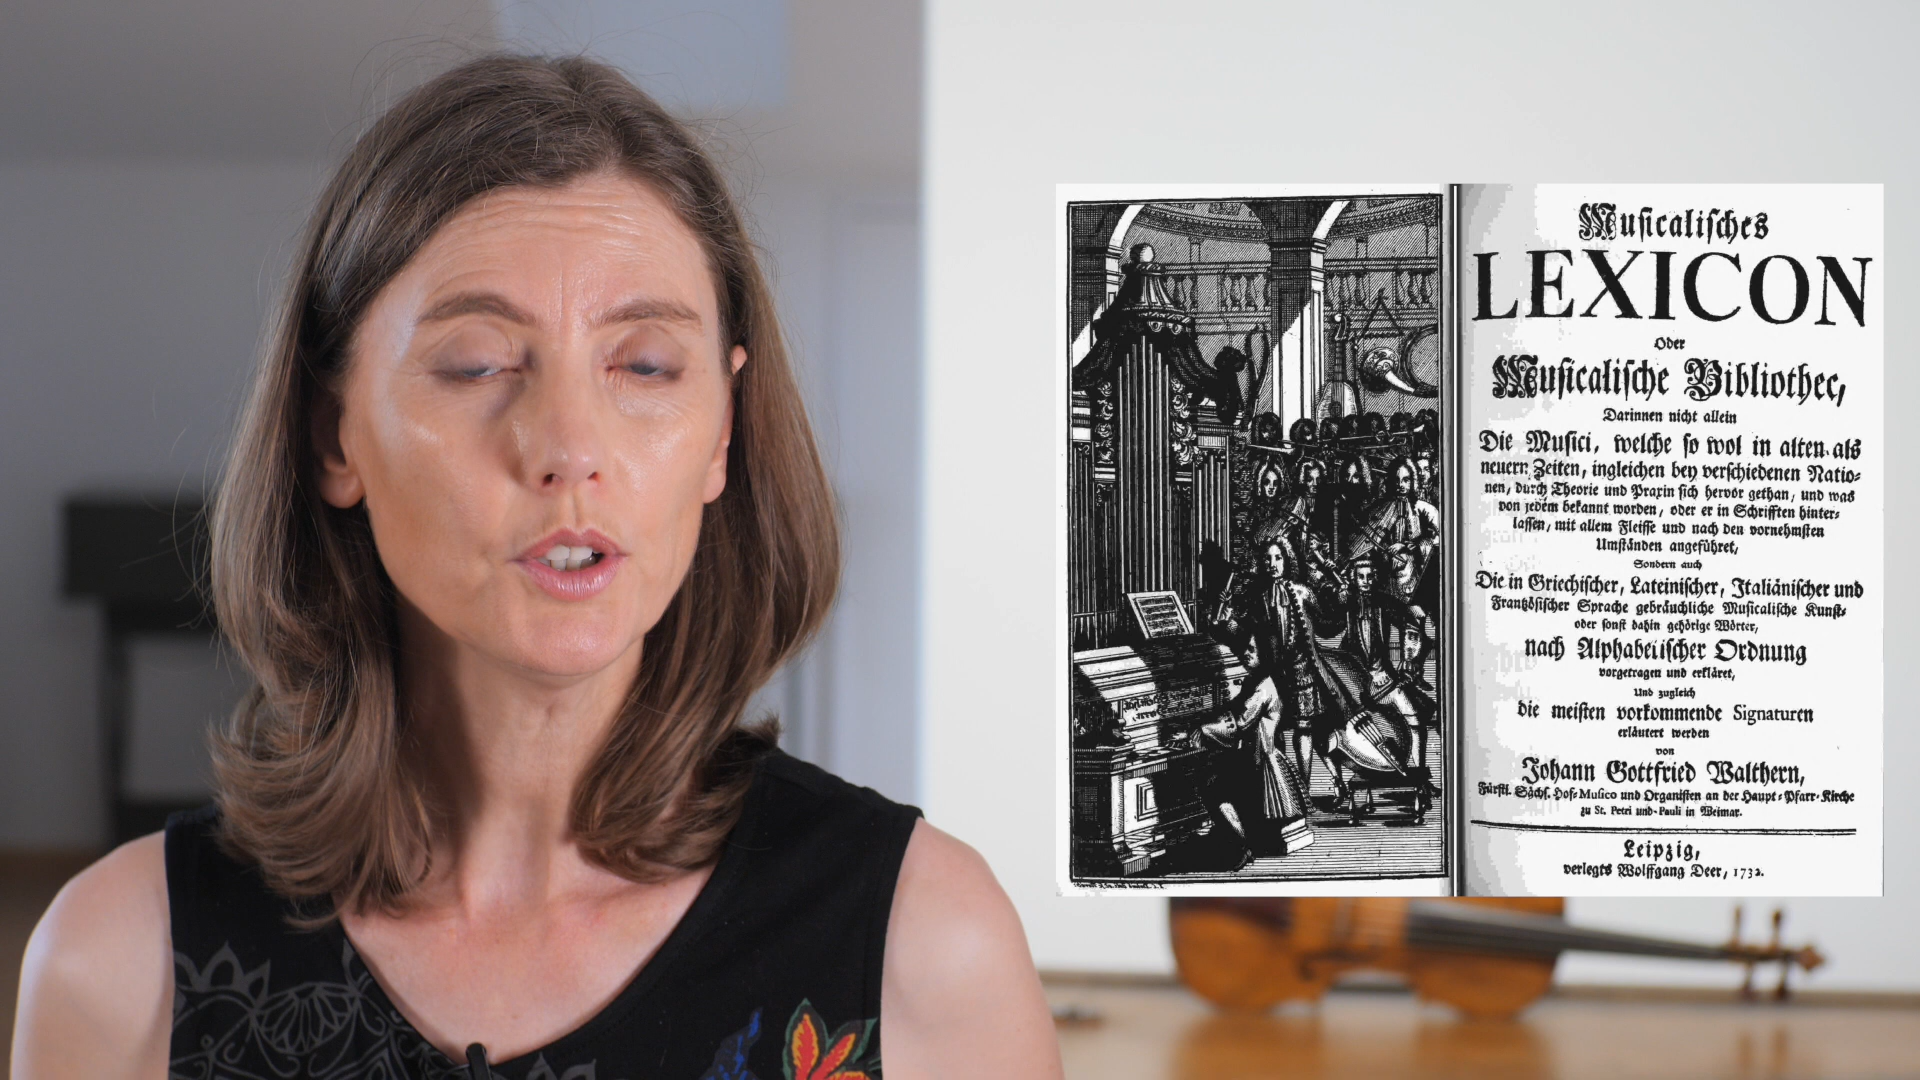 Musicalisches
LEXICON
Oder
Musicalische Bibliothec,
Darinnen nicht allein
Die Musici, welche so wol in alten als
neuern Zeiten, ingleichen bey verschiedenen Natio-
nen, durch Theorie und Praxin sich hervor gethan, und was
von jedem bekannt worden, oder er in Schrifften hinter-
lassen, mit allem Fleisse und nach den vornehmsten
Umständen angeführet,
Sondern auch
Die in Griechischer, Lateinischer, Italiänischer und
Frantzösischer Sprache gebräuchliche Musicalische Kunst-
oder sonst dahin gehörige Wörter,
nach Alphabetischer Ordnung
vorgetragen und erkläret,
Und zugleich
die meisten vorkommende Signaturen
erläutert werden
von
Johann Gottfried Walthern,
Fürstl. Sächs. Hof-Musico und Organisten an der Haupt-Pfarr-Kirche
zu St. Petri und Pauli in Weimar.
Leipzig,
verlegts Wolffgang Deer, 1732.